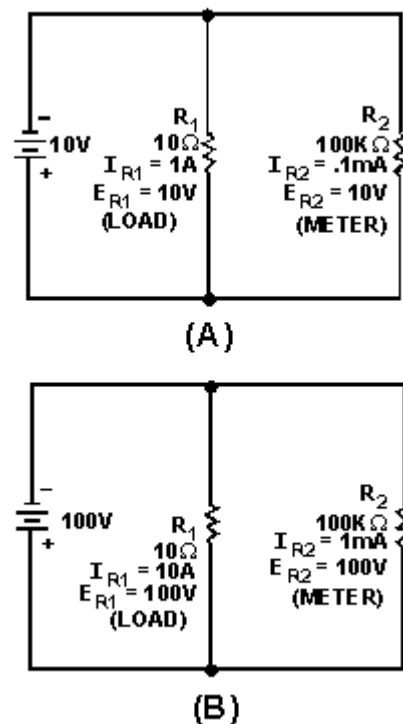 −
10V
+
R1
10Ω
IR1 = 1A
ER1 = 10V
(LOAD)
R2
100KΩ
IR2 = .1mA
ER2 = 10V
(METER)
(A)
−
100V
+
R1
10Ω
IR1 = 10A
ER1 = 100V
(LOAD)
R2
100KΩ
IR2 = 1mA
ER2 = 100V
(METER)
(B)